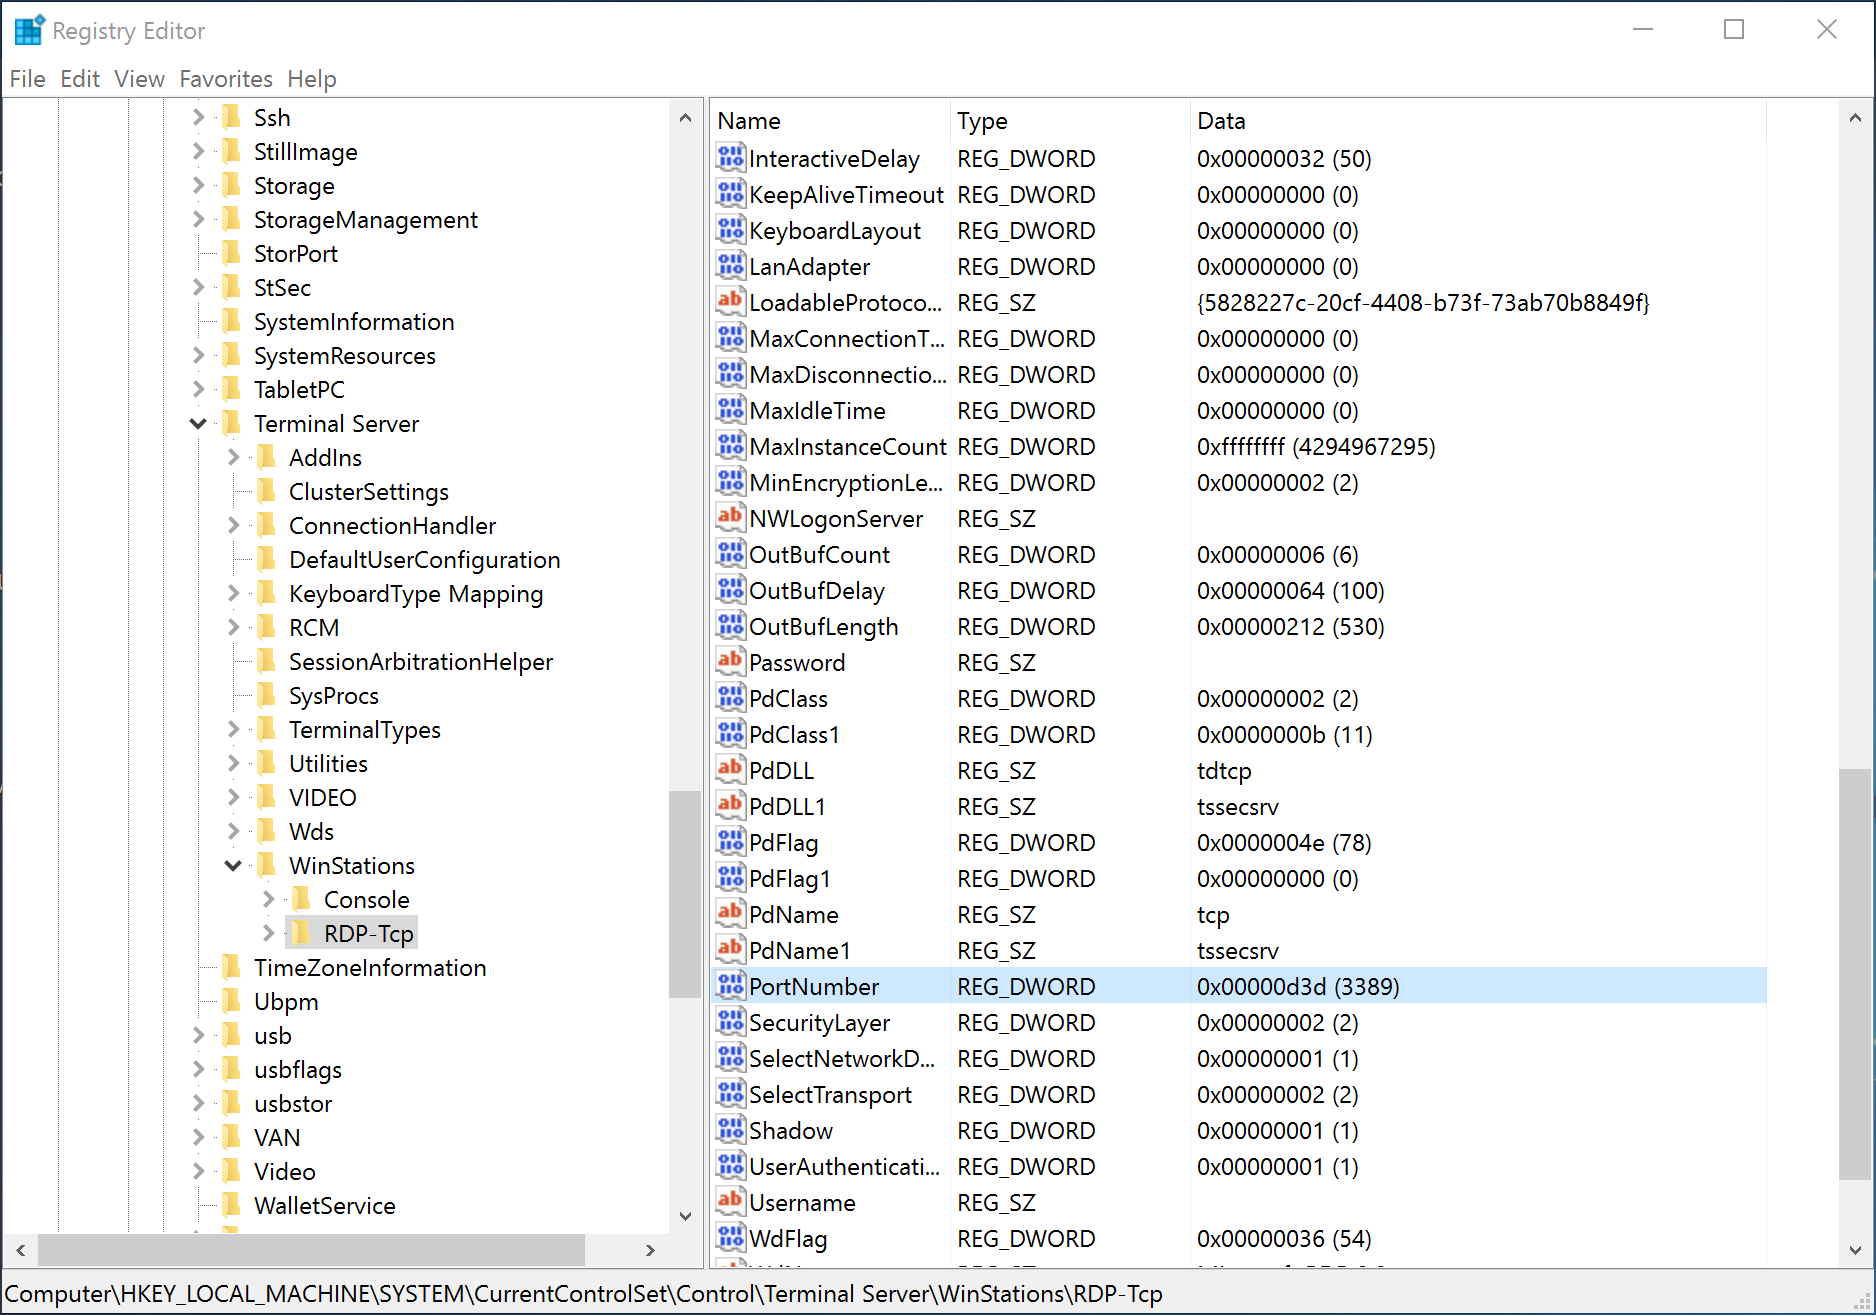 Registry Editor
File Edit View Favorites Help
Ssh
StillImage
Storage
StorageManagement
StorPort
StSec
SystemInformation
SystemResources
TabletPC
Terminal Server
AddIns
ClusterSettings
ConnectionHandler
DefaultUserConfiguration
KeyboardType Mapping
RCM
SessionArbitrationHelper
SysProcs
TerminalTypes
Utilities
VIDEO
Wds
WinStations
Console
RDP-Tcp
TimeZoneInformation
Ubpm
usb
usbflags
usbstor
VAN
Video
WalletService
Name Type Data
InteractiveDelay REG_DWORD 0x00000032 (50)
KeepAliveTimeout REG_DWORD 0x00000000 (0)
KeyboardLayout REG_DWORD 0x00000000 (0)
LanAdapter REG_DWORD 0x00000000 (0)
LoadableProtoco... REG_SZ {5828227c-20cf-4408-b73f-73ab70b8849f}
MaxConnectionT... REG_DWORD 0x00000000 (0)
MaxDisconnectio... REG_DWORD 0x00000000 (0)
MaxIdleTime REG_DWORD 0x00000000 (0)
MaxInstanceCount REG_DWORD 0xffffffff (4294967295)
MinEncryptionLe... REG_DWORD 0x00000002 (2)
NWLogonServer REG_SZ
OutBufCount REG_DWORD 0x00000006 (6)
OutBufDelay REG_DWORD 0x00000064 (100)
OutBufLength REG_DWORD 0x00000212 (530)
Password REG_SZ
PdClass REG_DWORD 0x00000002 (2)
PdClass1 REG_DWORD 0x0000000b (11)
PdDLL REG_SZ tdtcp
PdDLL1 REG_SZ tssecsrv
PdFlag REG_DWORD 0x0000004e (78)
PdFlag1 REG_DWORD 0x00000000 (0)
PdName REG_SZ tcp
PdName1 REG_SZ tssecsrv
PortNumber REG_DWORD 0x00000d3d (3389)
SecurityLayer REG_DWORD 0x00000002 (2)
SelectNetworkD... REG_DWORD 0x00000001 (1)
SelectTransport REG_DWORD 0x00000002 (2)
Shadow REG_DWORD 0x00000001 (1)
UserAuthenticati... REG_DWORD 0x00000001 (1)
Username REG_SZ
WdFlag REG_DWORD 0x00000036 (54)
Computer\HKEY_LOCAL_MACHINE\SYSTEM\CurrentControlSet\Control\Terminal Server\WinStations\RDP-Tcp